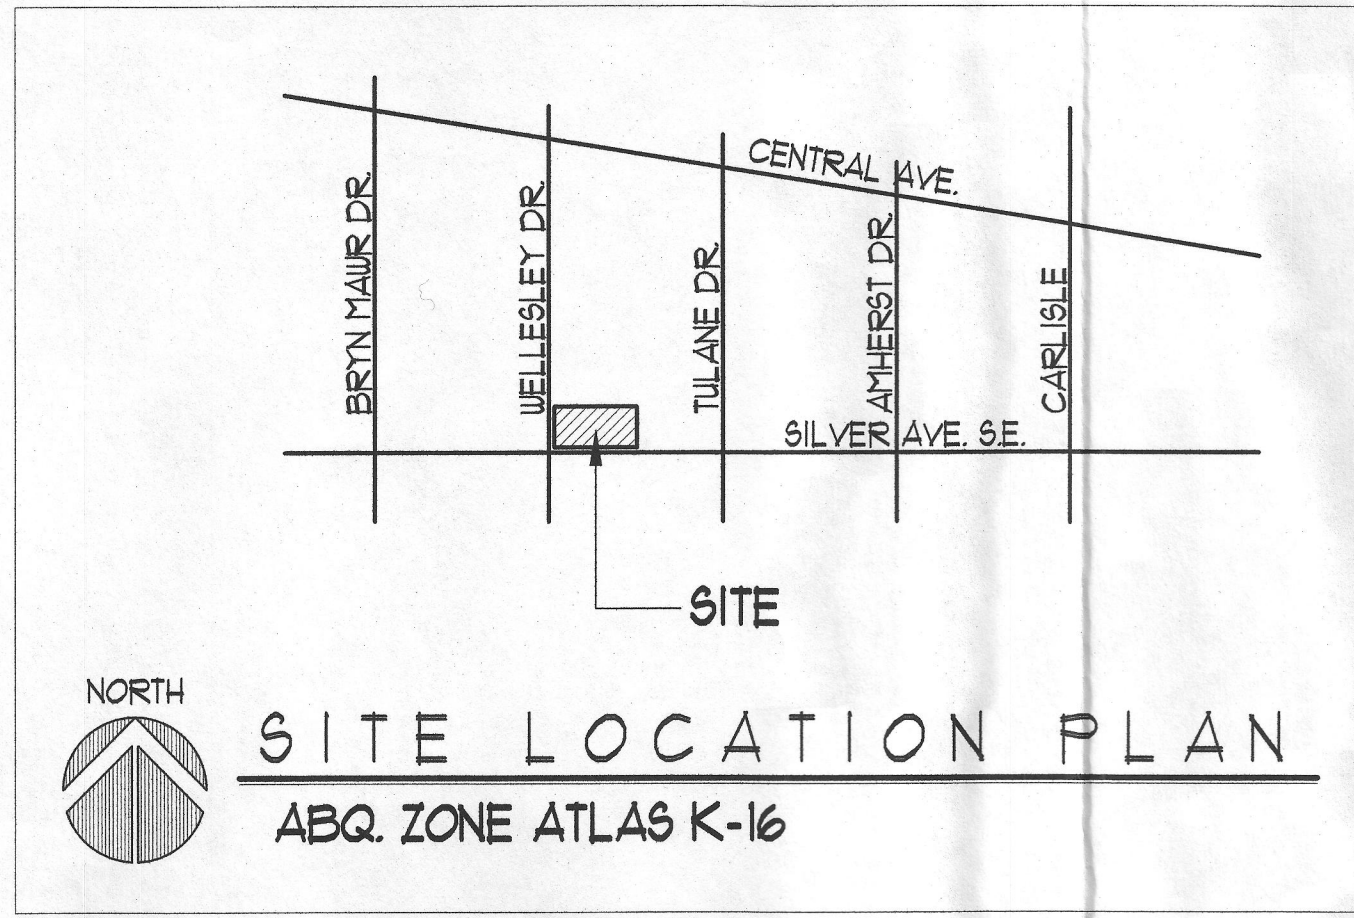 CENTRAL AVE.
BRYN MAWR DR.
WELLESLEY DR.
TULANE DR.
AMHERST DR.
CARLISLE
SILVER AVE. S.E.
SITE
NORTH
SITE LOCATION PLAN
ABQ. ZONE ATLAS K-16